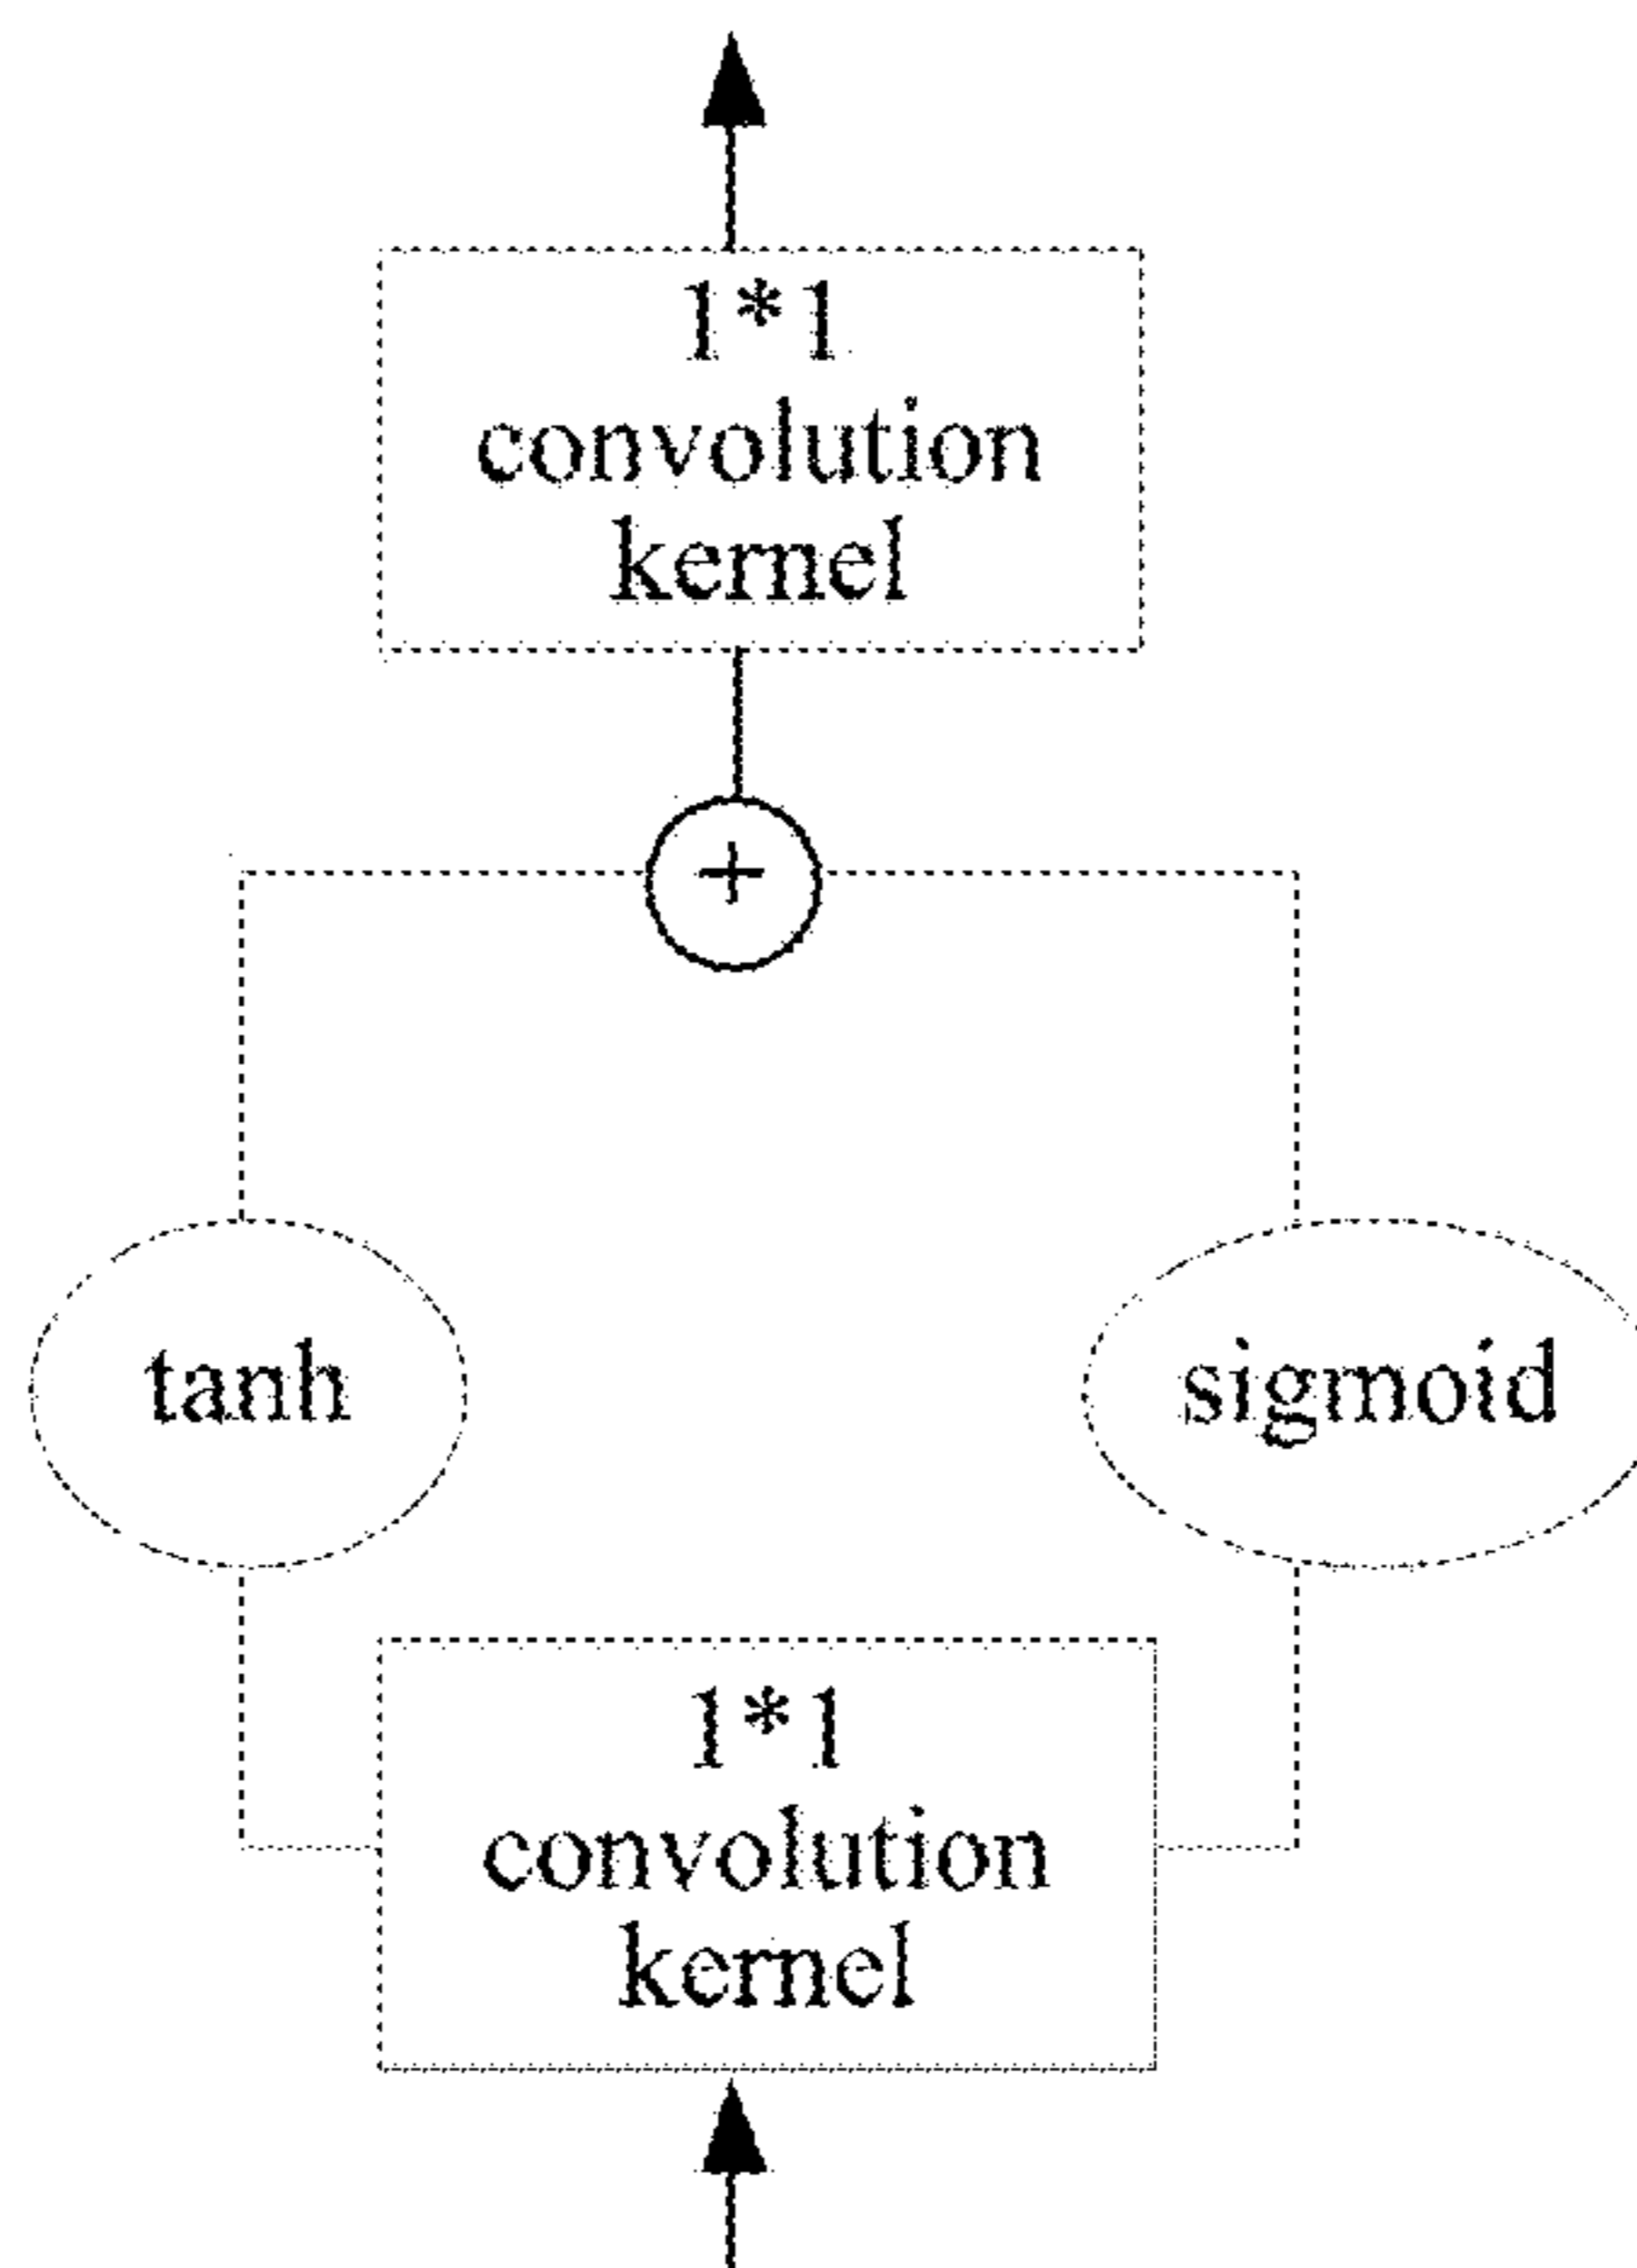 1*1
convolution
kernel
+
tanh
sigmoid
1*1
convolution
kernel